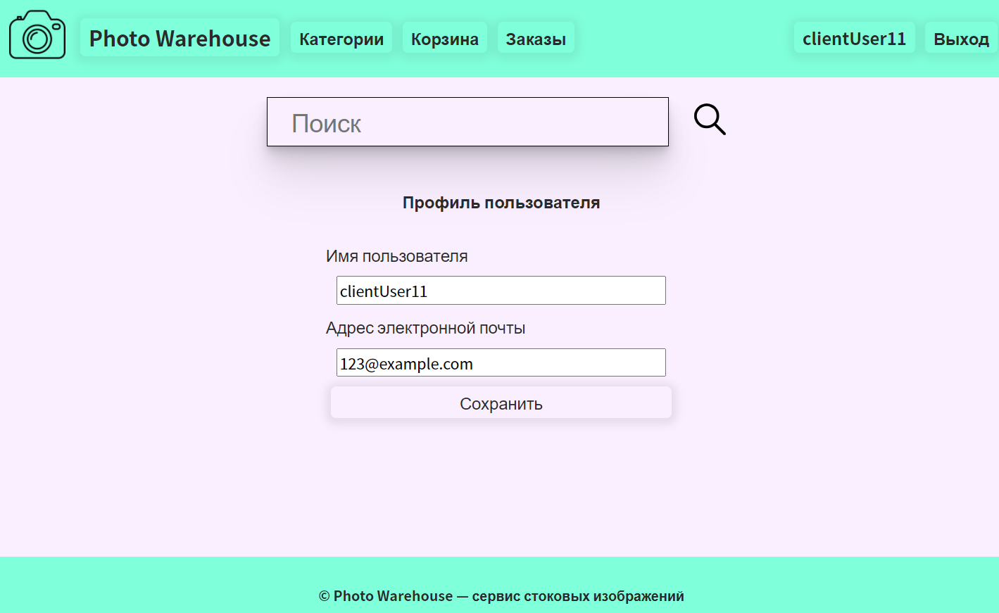 Photo Warehouse Категории Корзина Заказы clientUser11 Выход
Поиск
Профиль пользователя
Имя пользователя
clientUser11
Адрес электронной почты
123@example.com
Сохранить
© Photo Warehouse — сервис стоковых изображений